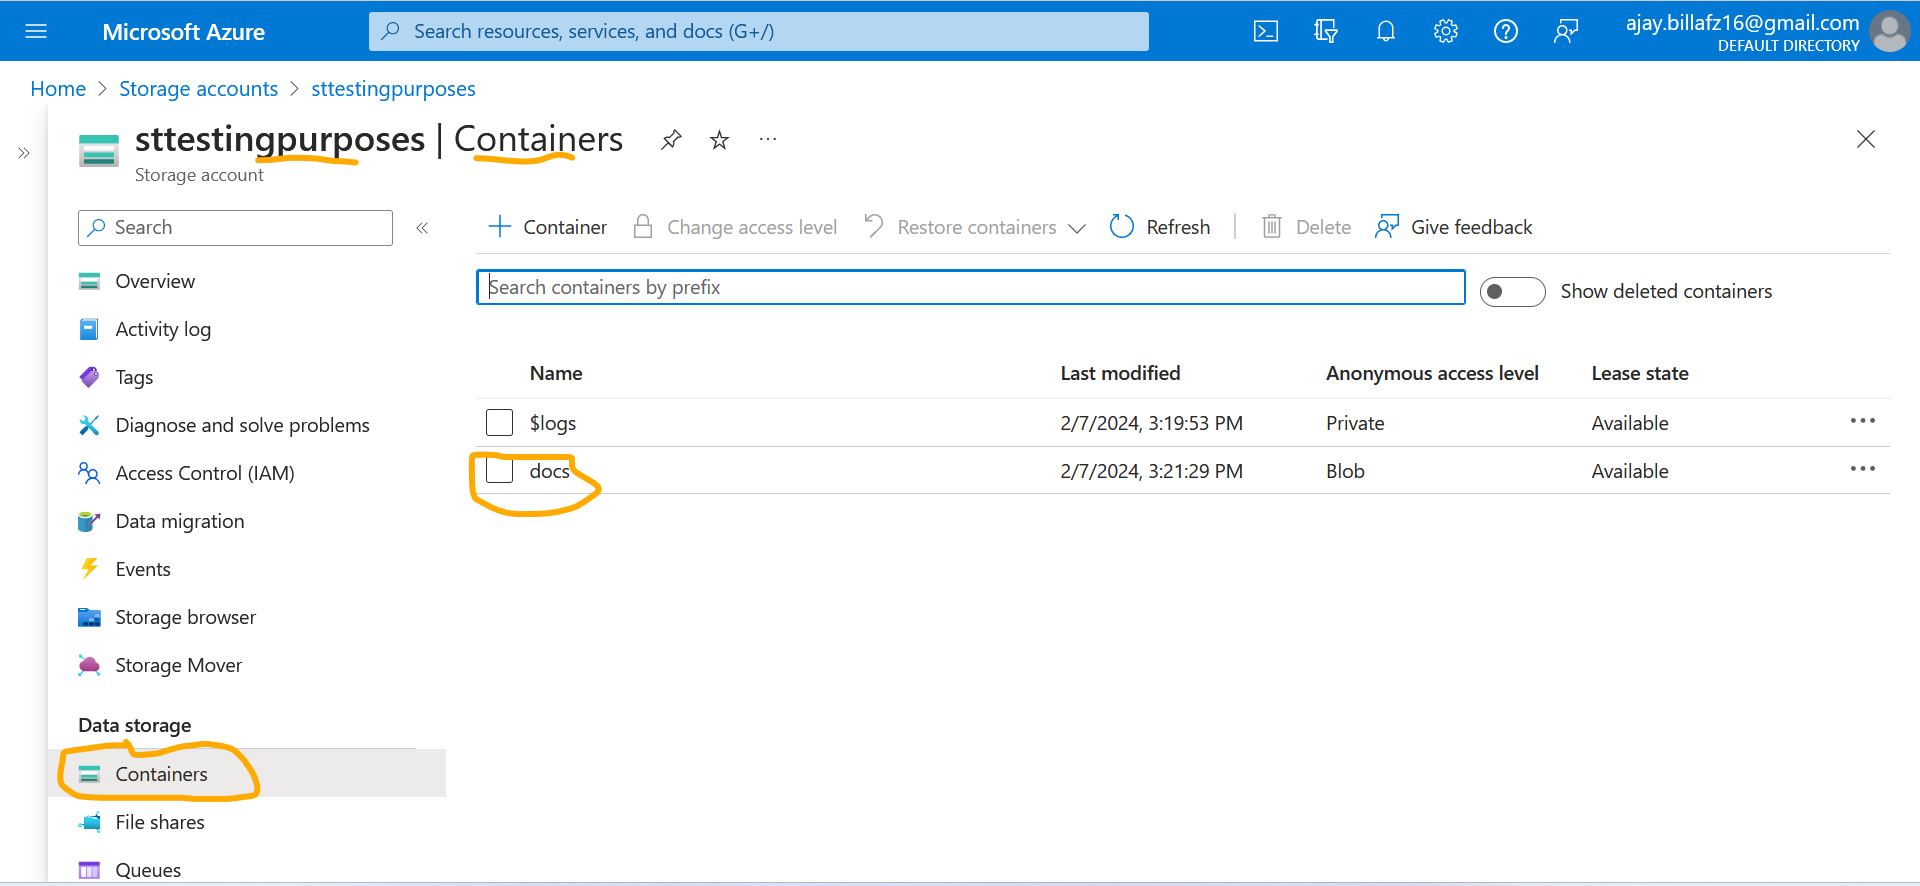 Microsoft Azure
Search resources, services, and docs (G+/)
ajay.billafz16@gmail.com
DEFAULT DIRECTORY
Home > Storage accounts > sttestingpurposes
sttestingpurposes | Containers
Storage account
Search
Container
Change access level
Restore containers
Refresh
Delete
Give feedback
Search containers by prefix
Show deleted containers
Overview
Activity log
Tags
Diagnose and solve problems
Access Control (IAM)
Data migration
Events
Storage browser
Storage Mover
Data storage
Containers
File shares
Queues
Name Last modified Anonymous access level Lease state
$logs 2/7/2024, 3:19:53 PM Private Available
docs 2/7/2024, 3:21:29 PM Blob Available